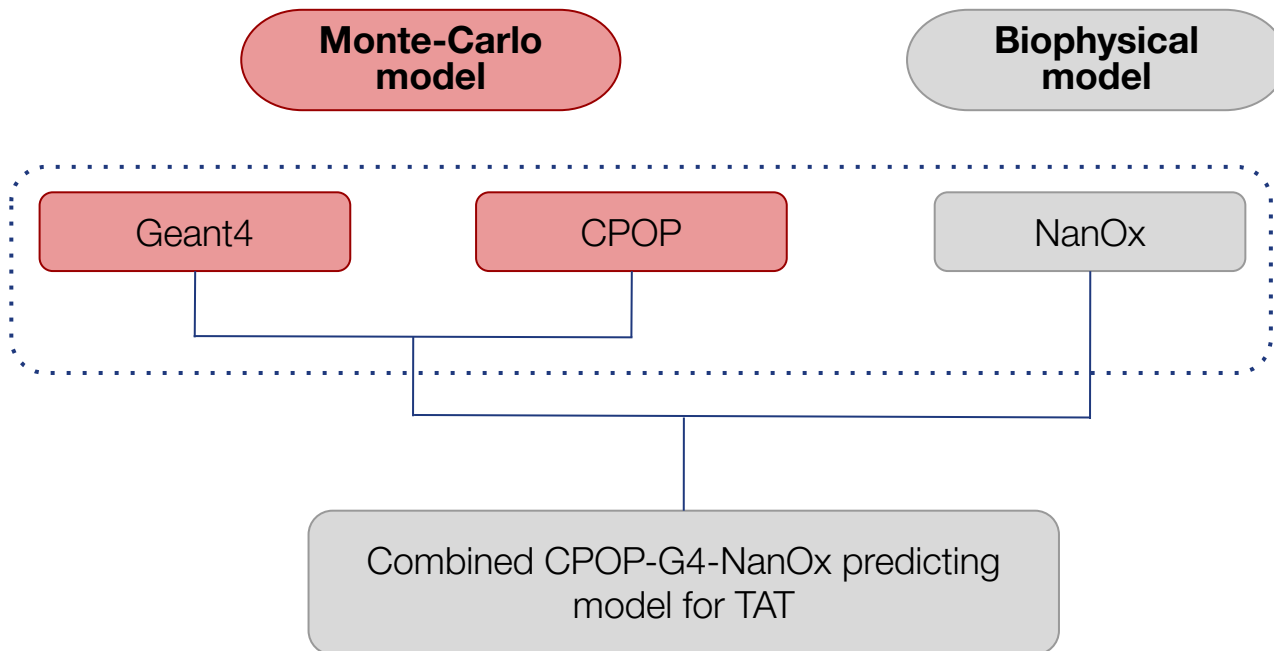 Monte-Carlo
model
Biophysical
model
Geant4
CPOP
NanOx
Combined CPOP-G4-NanOx predicting
model for TAT